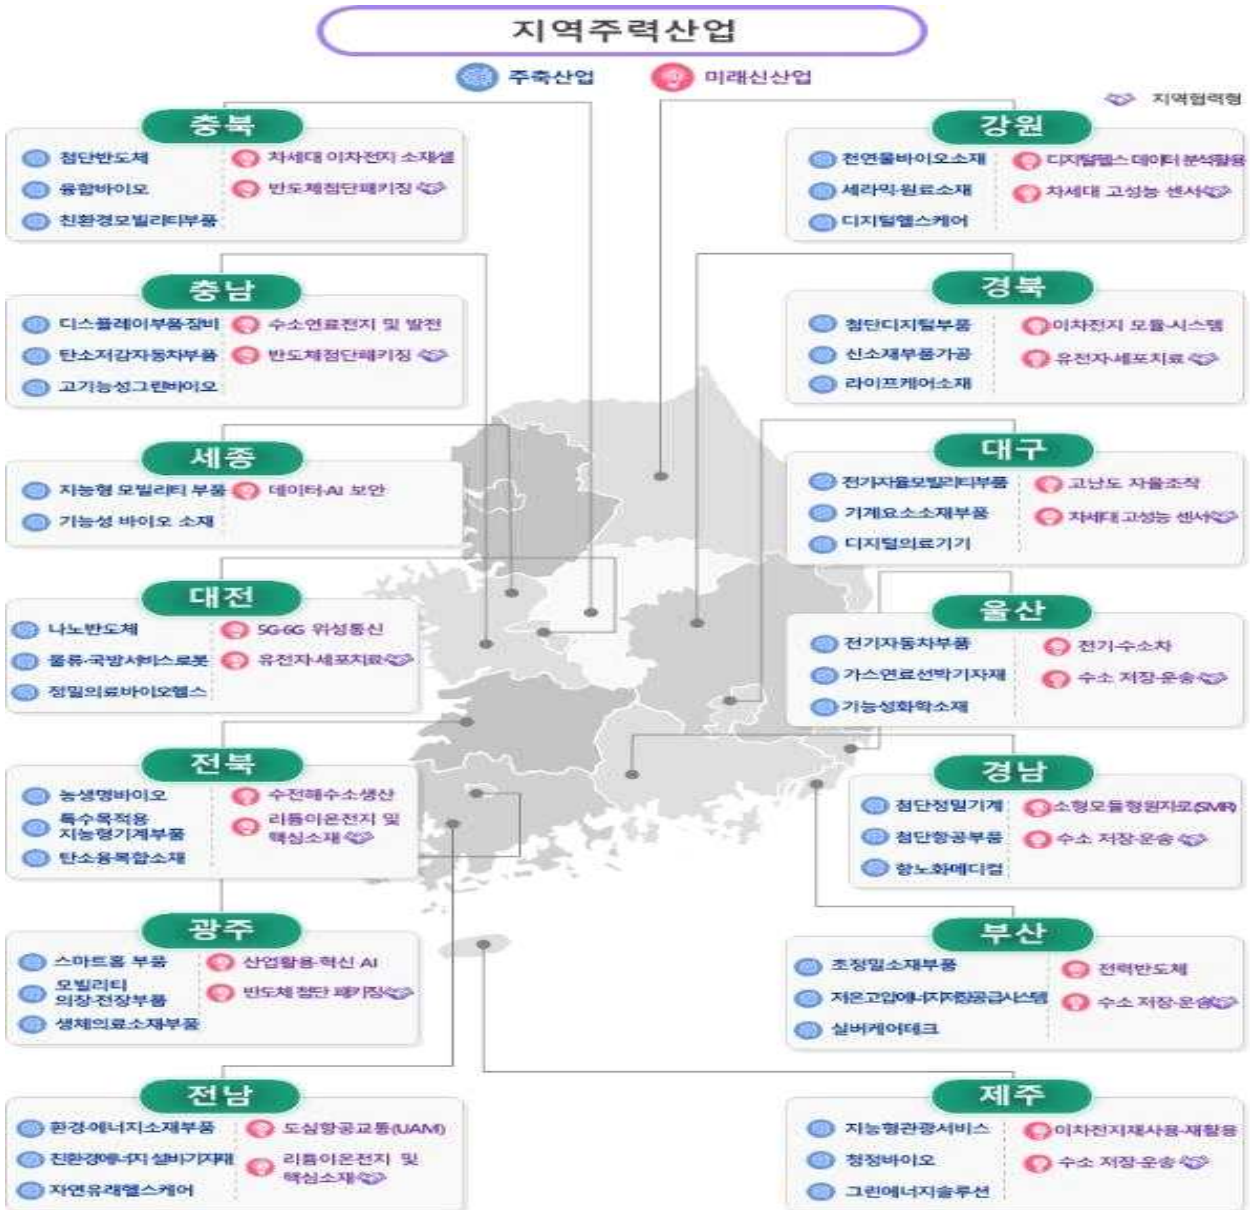 지역주력산업
주축산업
미래신산업
지역협력형
충북
첨단반도체
융합바이오
친환경모빌리티부품
차세대 이차전지 소재·셀
반도체첨단패키징
강원
천연물바이오소재
세라믹·원료소재
디지털헬스케어
디지털헬스 데이터 분석활용
차세대 고성능 센서
충남
디스플레이부품·장비
탄소저감자동차부품
고기능성그린바이오
수소연료전지 및 발전
반도체첨단패키징
경북
첨단디지털부품
신소재부품가공
라이프케어소재
이차전지 모듈·시스템
유전자·세포치료
세종
지능형 모빌리티 부품
기능성 바이오 소재
데이터·AI 보안
대구
전기자율모빌리티부품
기계요소소재부품
디지털의료기기
고난도 자율조작
차세대 고성능 센서
대전
나노반도체
물류·국방서비스로봇
정밀의료바이오헬스
5G·6G 위성통신
유전자·세포치료
울산
전기자동차부품
가스연료선박기자재
기능성화학소재
전기·수소차
수소 저장·운송
전북
농생명바이오
특수목적용
지능형기계부품
탄소융복합소재
수전해수소생산
리튬이온전지 및
핵심소재
경남
첨단정밀기계
첨단항공부품
항노화메디컬
소형모듈형원자로(SMR)
수소 저장·운송
광주
스마트홈 부품
모빌리티
의장·전장부품
생체의료소재부품
산업활용·혁신 AI
반도체 첨단 패키징
부산
초정밀소재부품
저온고압에너지저장공급시스템
실버케어테크
전력반도체
수소 저장·운송
전남
환경·에너지소재부품
친환경에너지 설비·기자재
자연유래헬스케어
도심항공교통(UAM)
리튬이온전지 및
핵심소재
제주
지능형관광서비스
청정바이오
그린에너지솔루션
이차전지재사용·재활용
수소 저장·운송